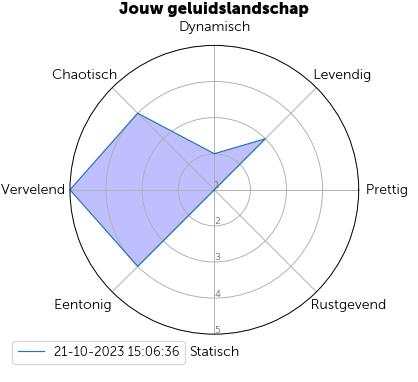 Jouw geluidslandschap
Dynamisch
Chaotisch
Levendig
Vervelend
1
Prettig
2
3
Eentonig
4
Rustgevend
5
21-10-2023 15:06:36
Statisch